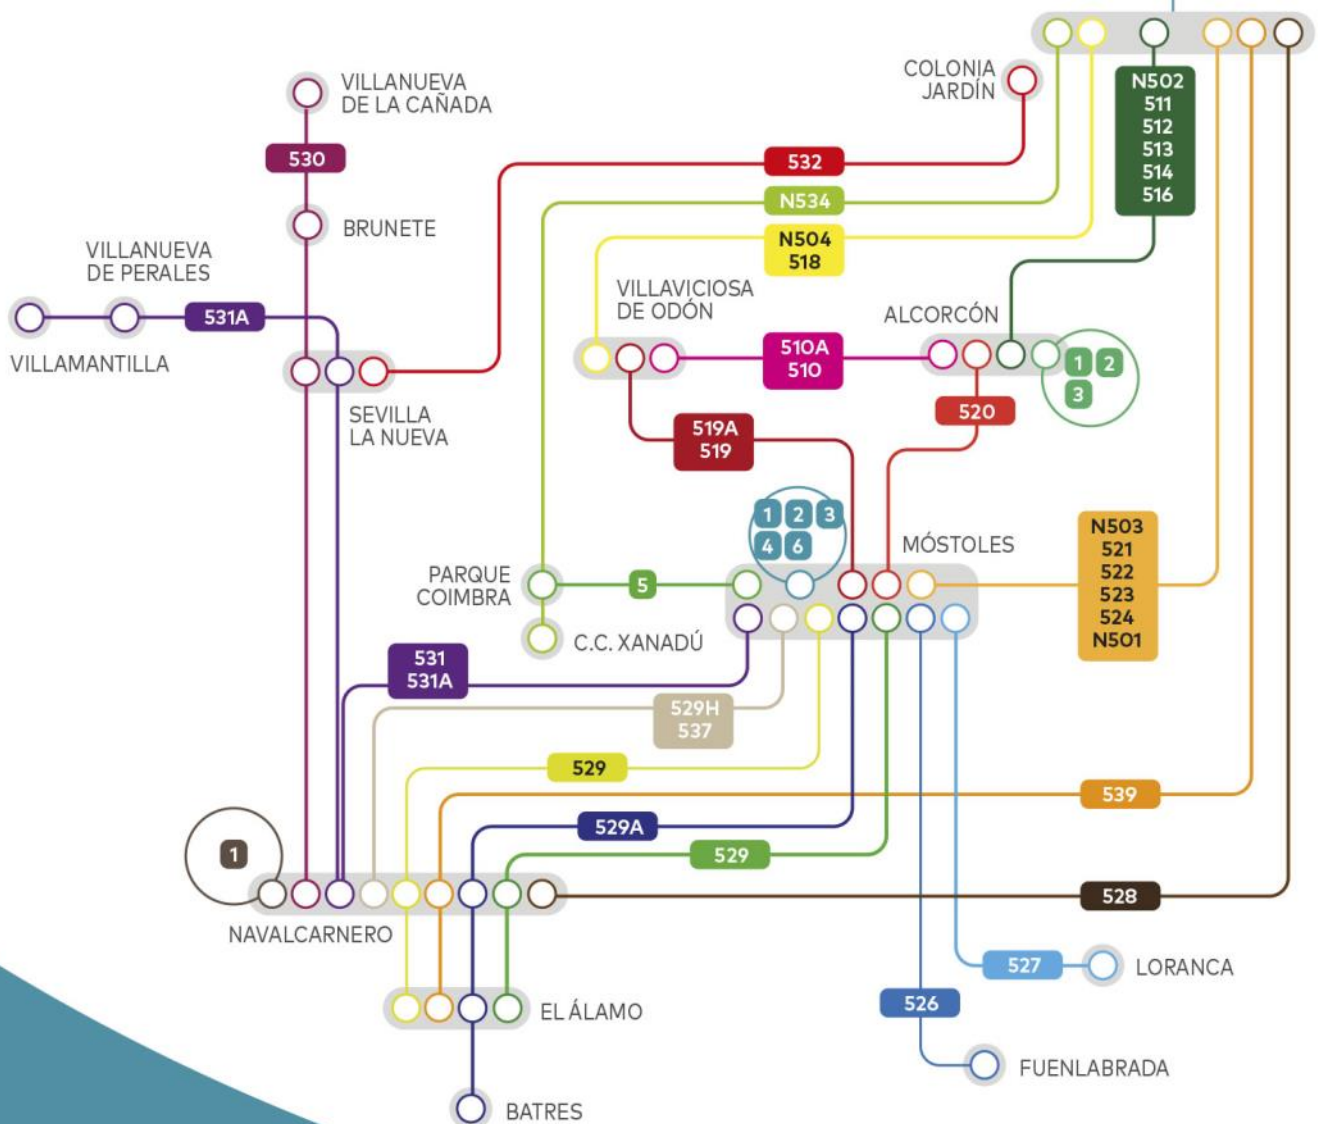 COLONIA
JARDÍN
VILLANUEVA
DE LA CAÑADA
N502
511
512
513
514
516
530
532
N534
BRUNETE
N504
518
VILLANUEVA
DE PERALES
531A
VILLAMANTILLA
VILLAVICIOSA
DE ODÓN
ALCORCÓN
510A
510
1 2
3
SEVILLA
LA NUEVA
520
519A
519
1 2 3
4 6
MÓSTOLES
N503
521
522
523
524
N501
PARQUE
COIMBRA
5
C.C. XANADÚ
531
531A
529H
537
529
539
529A
529
1
528
NAVALCARNERO
527
LORANCA
EL ÁLAMO
526
FUENLABRADA
BATRES